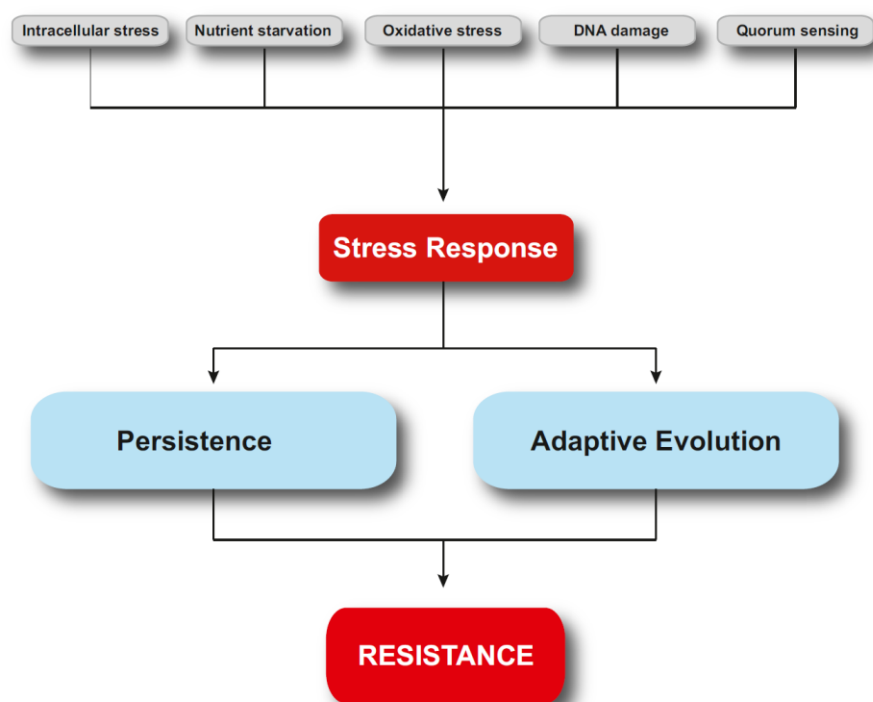 Intracellular stress
Nutrient starvation
Oxidative stress
DNA damage
Quorum sensing
Stress Response
Persistence
Adaptive Evolution
RESISTANCE